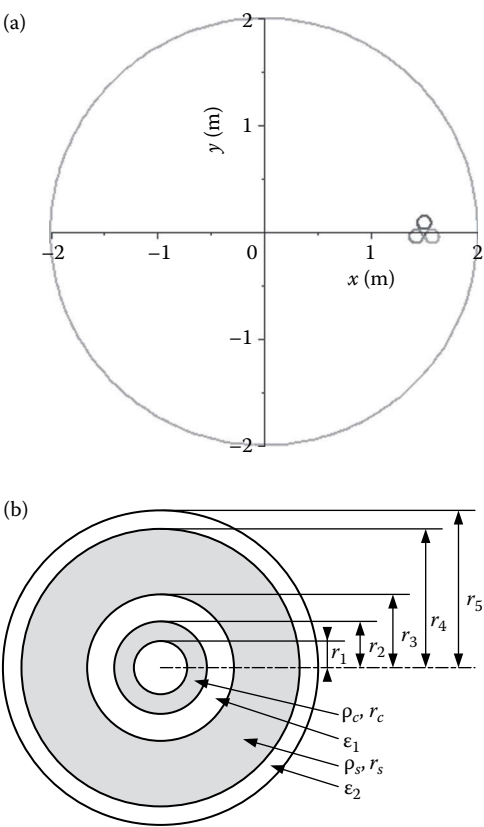 (a)
2
1
y (m)
−2
−1
0
1
2
x (m)
−1
−2
(b)
r₅
r₄
r₃
r₂
r₁
ρc, rc
ε₁
ρs, rs
ε₂